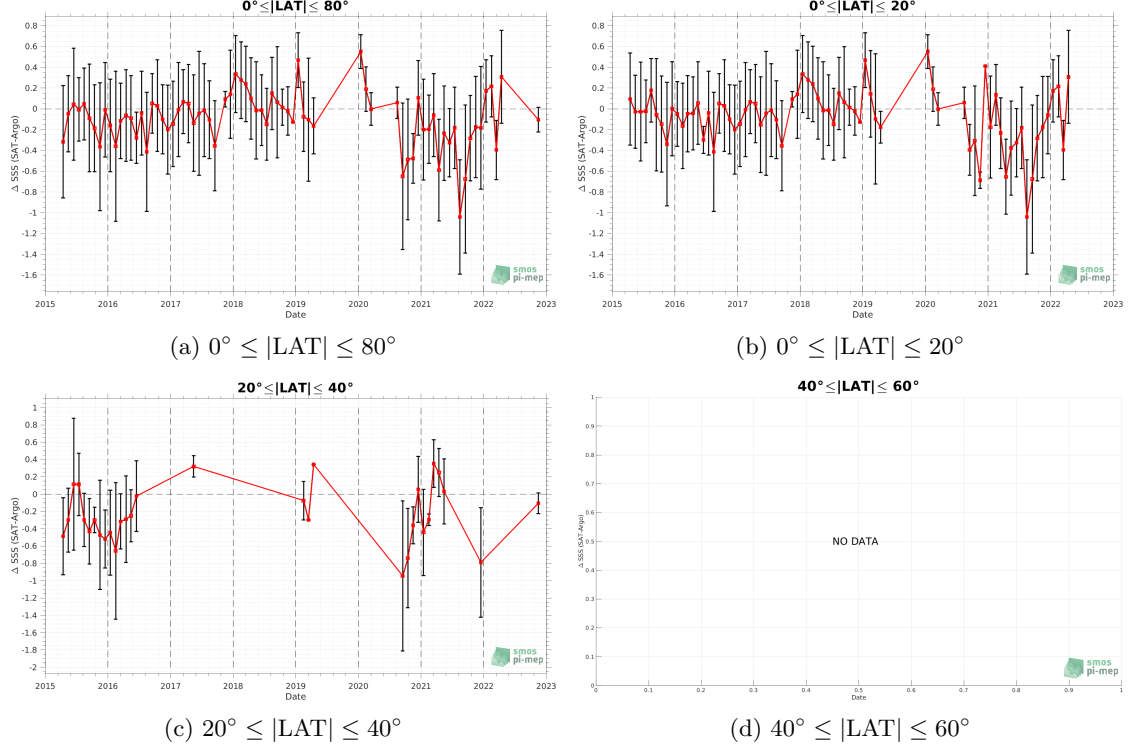 0°≤|LAT|≤ 80°
Δ SSS (SAT-Argo)
0.8
0.6
0.4
0.2
0
-0.2
-0.4
-0.6
-0.8
-1
-1.2
-1.4
-1.6
2015 2016 2017 2018 2019 2020 2021 2022 2023
Date
smos
pi-mep
(a) 0° ≤ |LAT| ≤ 80°
0°≤|LAT|≤ 20°
Δ SSS (SAT-Argo)
0.8
0.6
0.4
0.2
0
-0.2
-0.4
-0.6
-0.8
-1
-1.2
-1.4
-1.6
2015 2016 2017 2018 2019 2020 2021 2022 2023
Date
smos
pi-mep
(b) 0° ≤ |LAT| ≤ 20°
20°≤|LAT|≤ 40°
Δ SSS (SAT-Argo)
1
0.8
0.6
0.4
0.2
0
-0.2
-0.4
-0.6
-0.8
-1
-1.2
-1.4
-1.6
-1.8
-2
2015 2016 2017 2018 2019 2020 2021 2022 2023
Date
smos
pi-mep
(c) 20° ≤ |LAT| ≤ 40°
40°≤|LAT|≤ 60°
Δ SSS (SAT-Argo)
1
0.9
0.8
0.7
0.6
0.5
0.4
0.3
0.2
0.1
0
NO DATA
0 0.1 0.2 0.3 0.4 0.5 0.6 0.7 0.8 0.9 1
Date
smos
pi-mep
(d) 40° ≤ |LAT| ≤ 60°